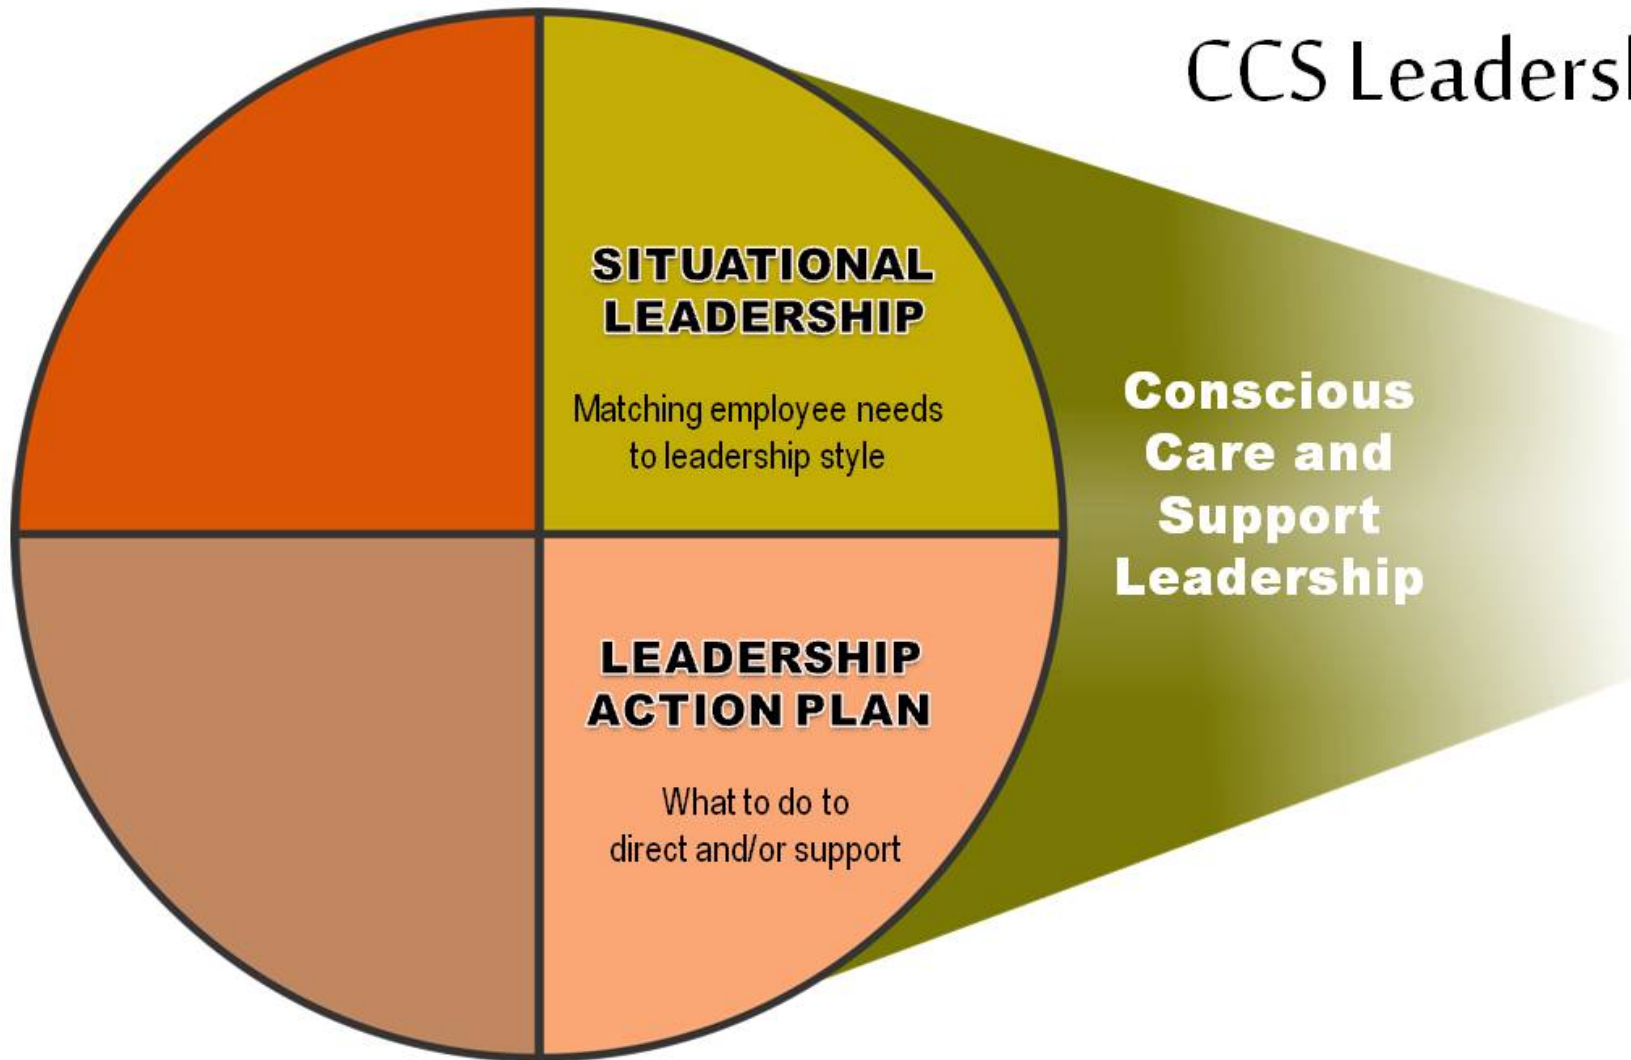 CCS Leadersh
SITUATIONAL
LEADERSHIP
Matching employee needs
to leadership style
Conscious
Care and
Support
Leadership
LEADERSHIP
ACTION PLAN
What to do to
direct and/or support